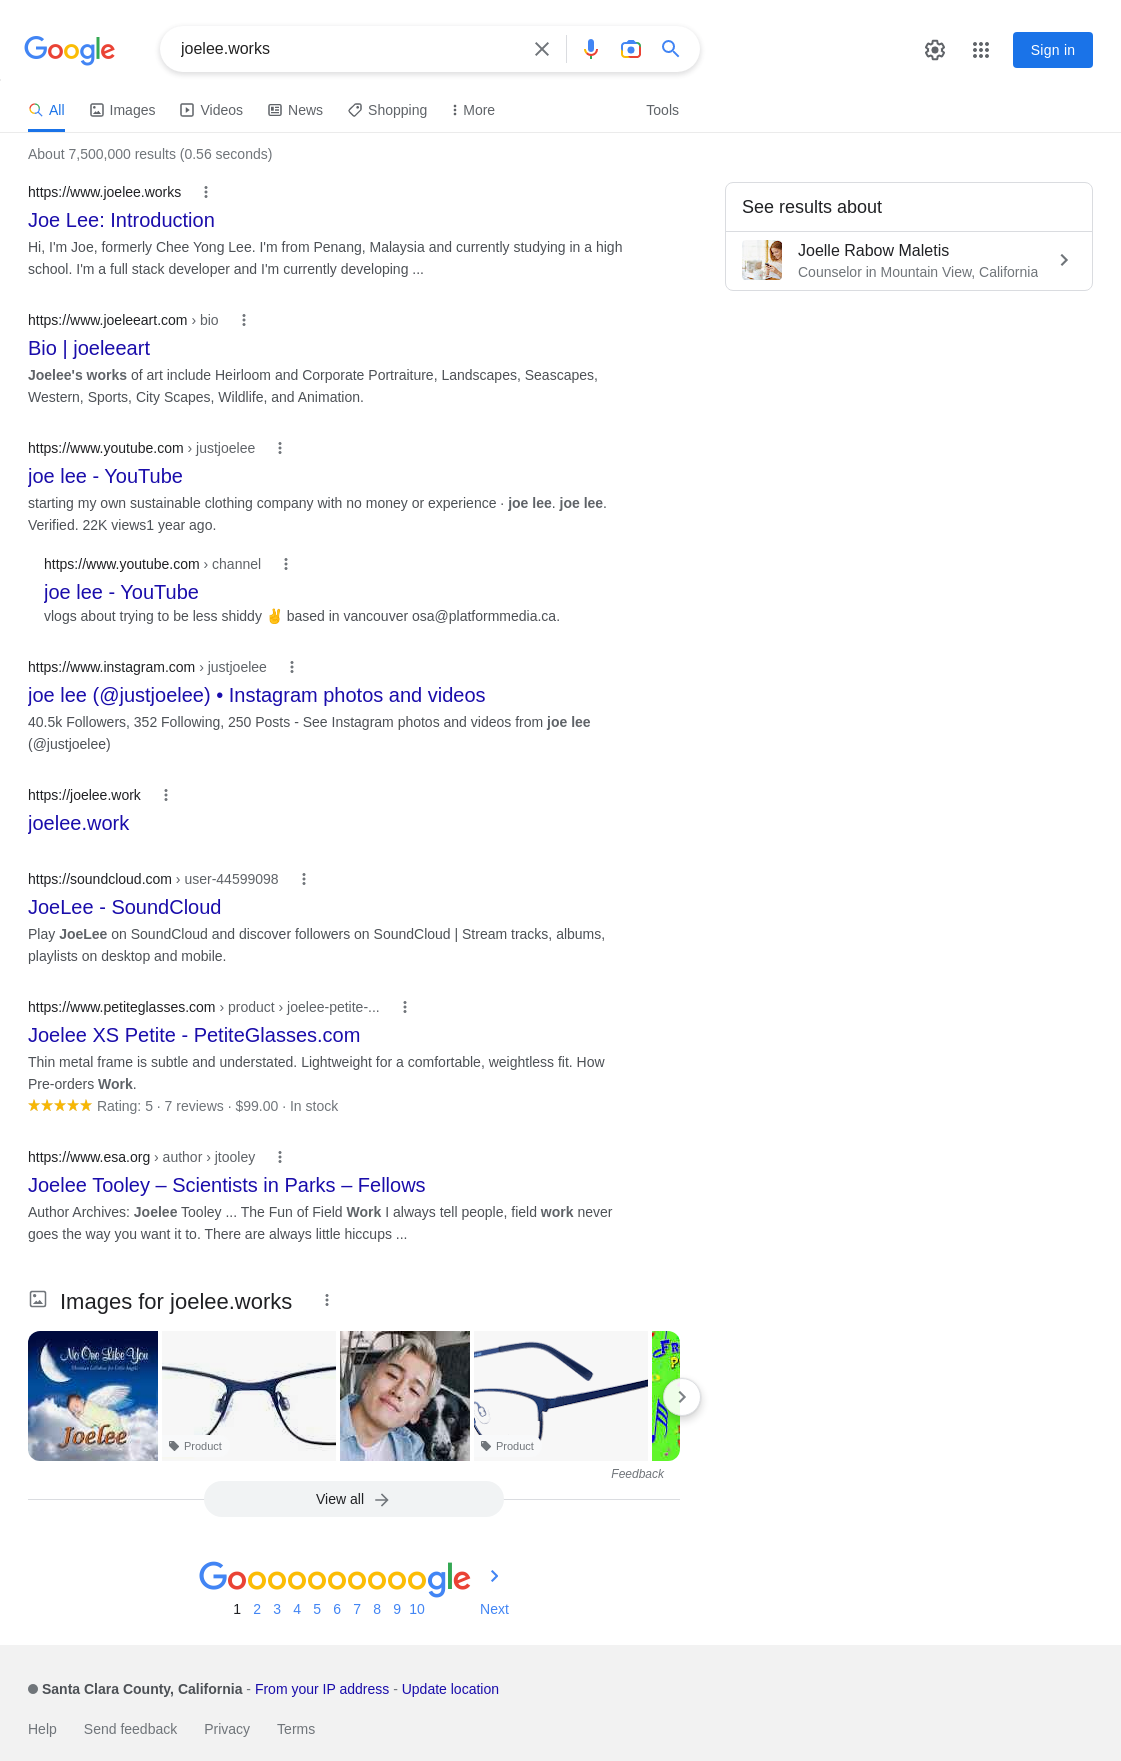 Google
joelee.works
Sign in
All
Images
Videos
News
Shopping
More
Tools
About 7,500,000 results (0.56 seconds)
https://www.joelee.works
Joe Lee: Introduction
Hi, I'm Joe, formerly Chee Yong Lee. I'm from Penang, Malaysia and currently studying in a high
school. I'm a full stack developer and I'm currently developing ...
See results about
Joelle Rabow Maletis
Counselor in Mountain View, California
https://www.joeleeart.com › bio
Bio | joeleeart
Joelee's works of art include Heirloom and Corporate Portraiture, Landscapes, Seascapes,
Western, Sports, City Scapes, Wildlife, and Animation.
https://www.youtube.com › justjoelee
joe lee - YouTube
starting my own sustainable clothing company with no money or experience · joe lee. joe lee.
Verified. 22K views1 year ago.
https://www.youtube.com › channel
joe lee - YouTube
vlogs about trying to be less shiddy ✌️ based in vancouver osa@platformmedia.ca.
https://www.instagram.com › justjoelee
joe lee (@justjoelee) • Instagram photos and videos
40.5k Followers, 352 Following, 250 Posts - See Instagram photos and videos from joe lee
(@justjoelee)
https://joelee.work
joelee.work
https://soundcloud.com › user-44599098
JoeLee - SoundCloud
Play JoeLee on SoundCloud and discover followers on SoundCloud | Stream tracks, albums,
playlists on desktop and mobile.
https://www.petiteglasses.com › product › joelee-petite-...
Joelee XS Petite - PetiteGlasses.com
Thin metal frame is subtle and understated. Lightweight for a comfortable, weightless fit. How
Pre-orders Work.
★★★★★ Rating: 5 · 7 reviews · $99.00 · In stock
https://www.esa.org › author › jtooley
Joelee Tooley – Scientists in Parks – Fellows
Author Archives: Joelee Tooley ... The Fun of Field Work I always tell people, field work never
goes the way you want it to. There are always little hiccups ...
Images for joelee.works
No One Like You
Joelee
Product
Product
Feedback
View all
Goooooooooogle
1 2 3 4 5 6 7 8 9 10 Next
Santa Clara County, California - From your IP address - Update location
Help Send feedback Privacy Terms